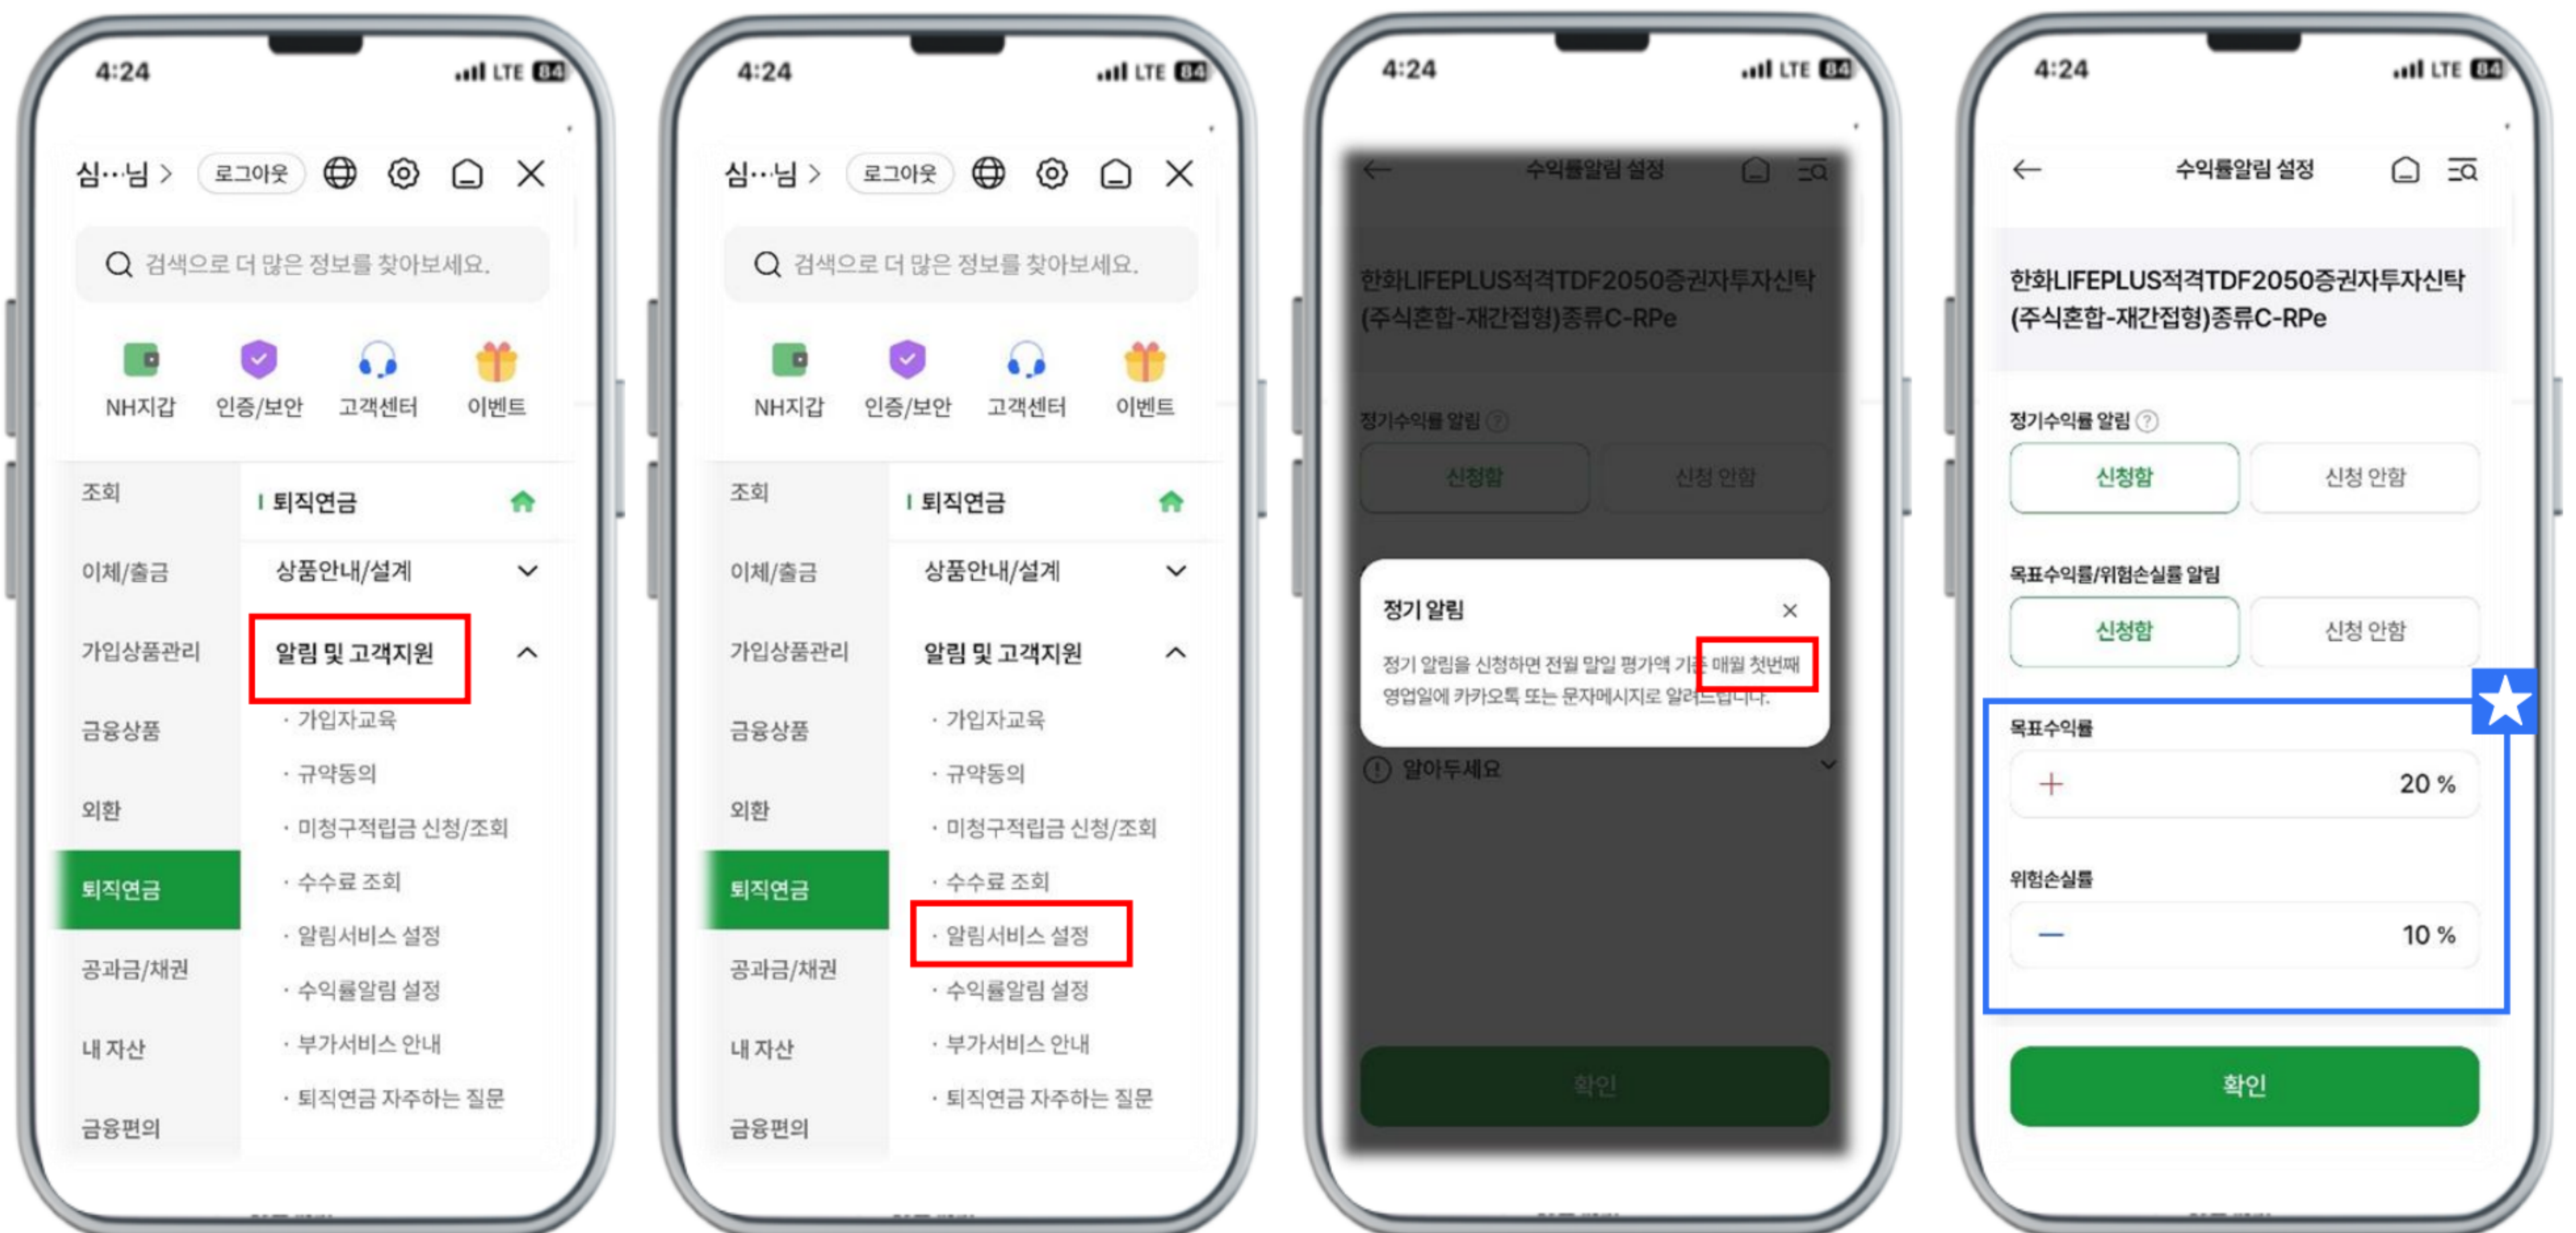 4:24
LTE 84
심…님 >
로그아웃
검색으로 더 많은 정보를 찾아보세요.
NH지갑
인증/보안
고객센터
이벤트
조회
이체/출금
가입상품관리
금융상품
외환
퇴직연금
공과금/채권
내 자산
금융편의
퇴직연금
상품안내/설계
알림 및 고객지원
· 가입자교육
· 규약동의
· 미청구적립금 신청/조회
· 수수료 조회
· 알림서비스 설정
· 수익률알림 설정
· 부가서비스 안내
· 퇴직연금 자주하는 질문
4:24
LTE 84
심…님 >
로그아웃
검색으로 더 많은 정보를 찾아보세요.
NH지갑
인증/보안
고객센터
이벤트
조회
이체/출금
가입상품관리
금융상품
외환
퇴직연금
공과금/채권
내 자산
금융편의
퇴직연금
상품안내/설계
알림 및 고객지원
· 가입자교육
· 규약동의
· 미청구적립금 신청/조회
· 수수료 조회
· 알림서비스 설정
· 수익률알림 설정
· 부가서비스 안내
· 퇴직연금 자주하는 질문
4:24
LTE 84
수익률알림 설정
한화LIFEPLUS적격TDF2050증권자투자신탁
(주식혼합-재간접형)종류C-RPe
정기수익률 알림 ?
신청함
신청 안함
정기 알림
정기 알림을 신청하면 전월 말일 평가액 기준 매월 첫번째
영업일에 카카오톡 또는 문자메시지로 알려드립니다.
알아두세요
확인
4:24
LTE 84
수익률알림 설정
한화LIFEPLUS적격TDF2050증권자투자신탁
(주식혼합-재간접형)종류C-RPe
정기수익률 알림 ?
신청함
신청 안함
목표수익률/위험손실률 알림
신청함
신청 안함
목표수익률
+ 20 %
위험손실률
− 10 %
확인